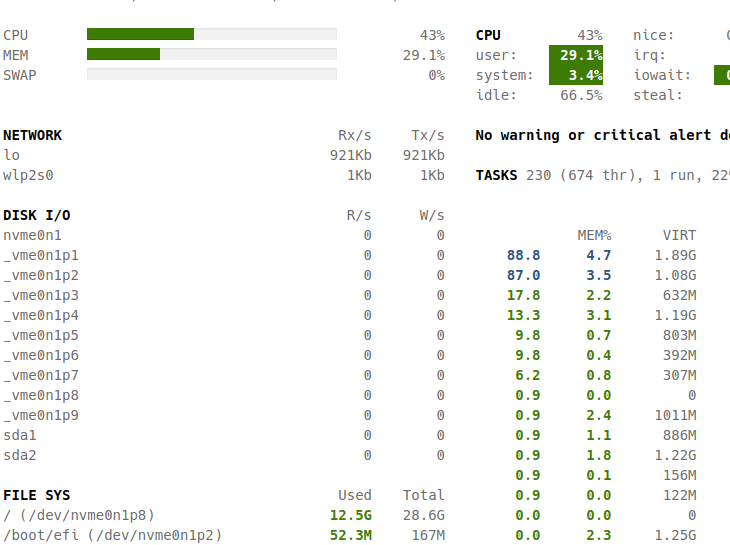 CPU 43% CPU 43% nice:
MEM 29.1% user: 29.1% irq:
SWAP 0% system: 3.4% iowait:
idle: 66.5% steal:
NETWORK Rx/s Tx/s No warning or critical alert
lo 921Kb 921Kb
wlp2s0 1Kb 1Kb TASKS 230 (674 thr), 1 run,
DISK I/O R/s W/s
nvme0n1 0 0 MEM% VIRT
_vme0n1p1 0 0 88.8 4.7 1.89G
_vme0n1p2 0 0 87.0 3.5 1.08G
_vme0n1p3 0 0 17.8 2.2 632M
_vme0n1p4 0 0 13.3 3.1 1.19G
_vme0n1p5 0 0 9.8 0.7 803M
_vme0n1p6 0 0 9.8 0.4 392M
_vme0n1p7 0 0 6.2 0.8 307M
_vme0n1p8 0 0 0.9 0.0 0
_vme0n1p9 0 0 0.9 2.4 1011M
sda1 0 0 0.9 1.1 886M
sda2 0 0 0.9 1.8 1.22G
0.9 0.1 156M
FILE SYS Used Total 0.9 0.0 122M
/ (/dev/nvme0n1p8) 12.5G 28.6G 0.0 0.0 0
/boot/efi (/dev/nvme0n1p2) 52.3M 167M 0.0 2.3 1.25G